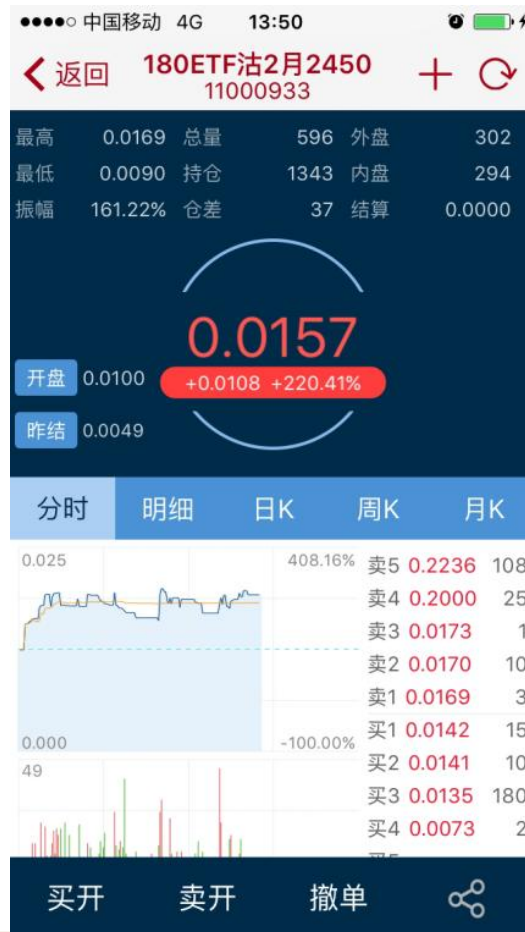 中国移动 4G 13:50
返回 180ETF沽2月2450
11000933
最高 0.0169 总量 596 外盘 302
最低 0.0090 持仓 1343 内盘 294
振幅 161.22% 仓差 37 结算 0.0000
0.0157
开盘 0.0100 +0.0108 +220.41%
昨结 0.0049
分时 明细 日K 周K 月K
0.025 408.16% 卖5 0.2236 108
卖4 0.2000 25
卖3 0.0173 1
卖2 0.0170 10
卖1 0.0169 3
0.000 -100.00% 买1 0.0142 15
49 买2 0.0141 10
买3 0.0135 180
买4 0.0073 2
买开 卖开 撤单